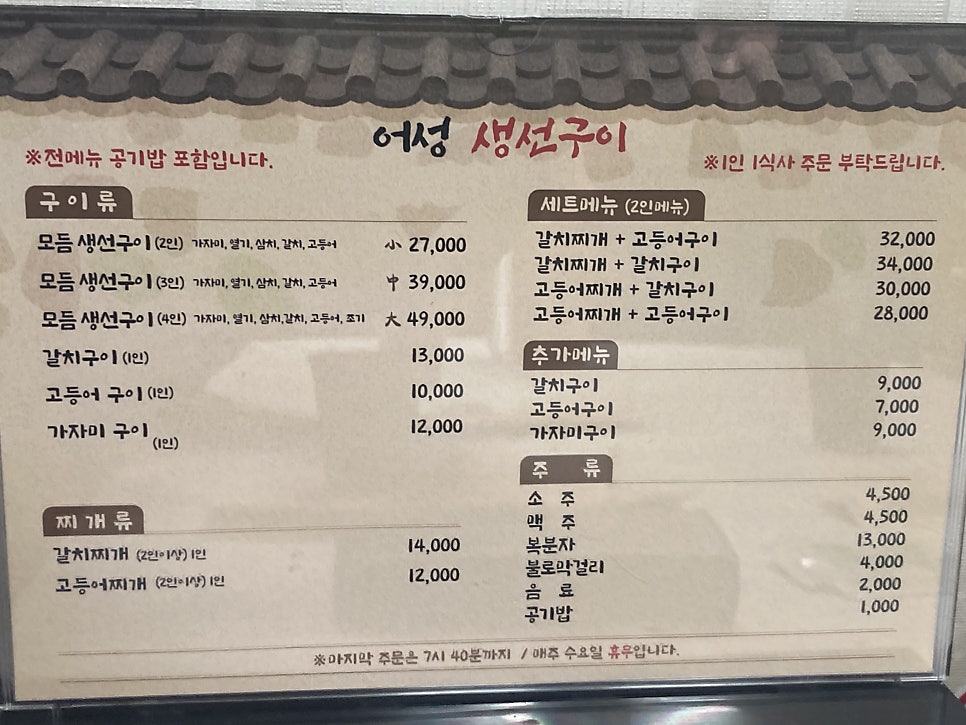 어성 생선구이
※전메뉴 공기밥 포함입니다.
※1인 1식사 주문 부탁드립니다.
구이류
모듬 생선구이 (2인) 가자미, 열기, 삼치, 갈치, 고등어 小 27,000
모듬 생선구이 (3인) 가자미, 열기, 삼치, 갈치, 고등어 中 39,000
모듬 생선구이 (4인) 가자미, 열기, 삼치, 갈치, 고등어, 조기 大 49,000
갈치구이 (1인) 13,000
고등어 구이 (1인) 10,000
가자미 구이 (1인) 12,000
찌개류
갈치찌개 (2인이상) 1인 14,000
고등어찌개 (2인이상) 1인 12,000
세트메뉴 (2인메뉴)
갈치찌개 + 고등어구이 32,000
갈치찌개 + 갈치구이 34,000
고등어찌개 + 갈치구이 30,000
고등어찌개 + 고등어구이 28,000
추가메뉴
갈치구이 9,000
고등어구이 7,000
가자미구이 9,000
주 류
소 주 4,500
맥 주 4,500
복분자 13,000
불로막걸리 4,000
음 료 2,000
공기밥 1,000
※마지막 주문은 7시 40분까지 / 매주 수요일 휴무입니다.